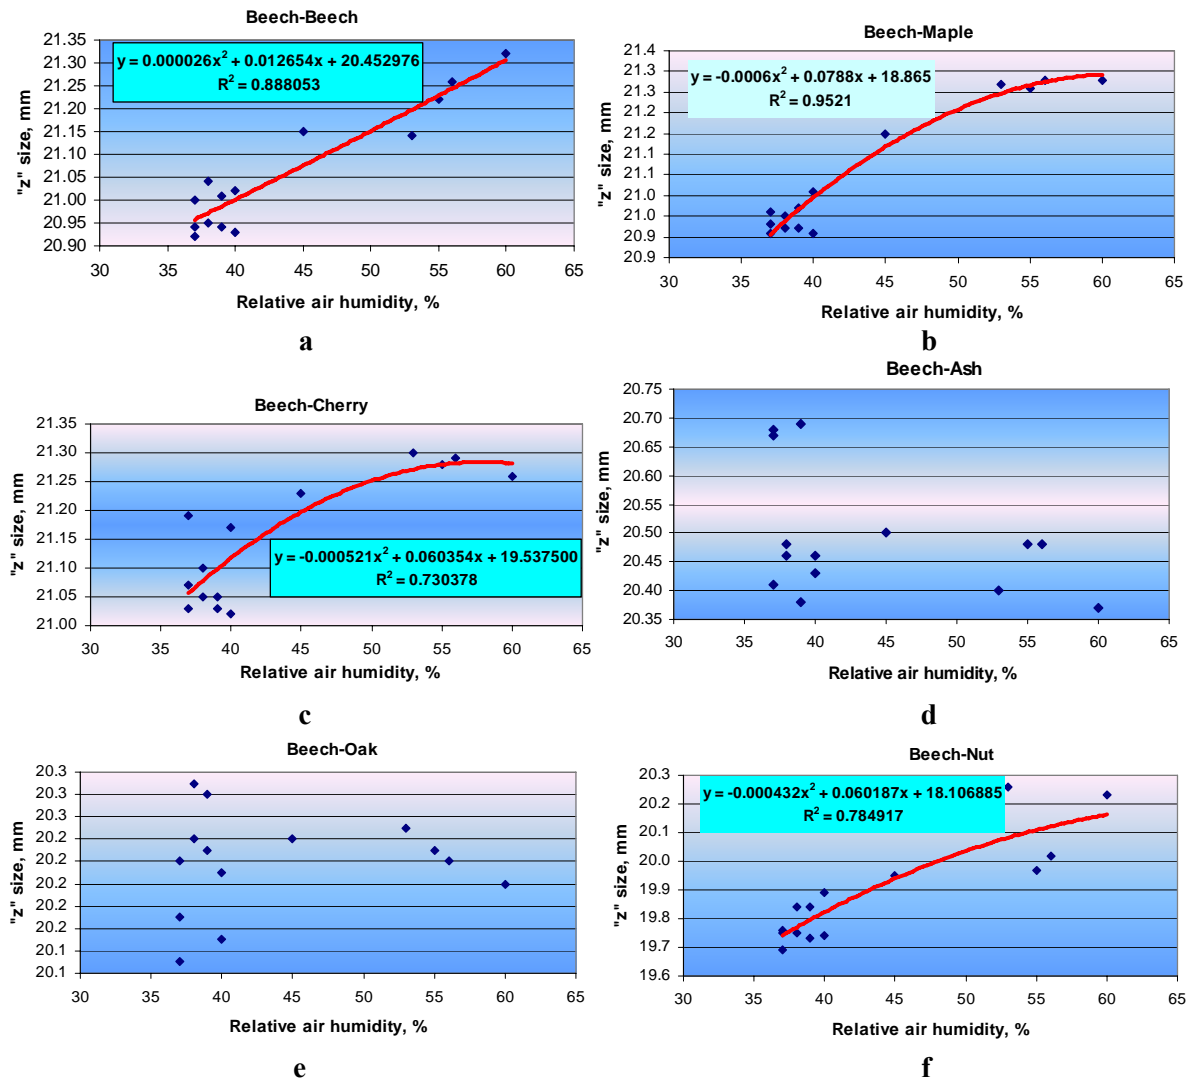 Beech-Beech
y = 0.000026x² + 0.012654x + 20.452976
R² = 0.888053
21.35
21.30
21.25
21.20
21.15
21.10
21.05
21.00
20.95
20.90
"z" size, mm
30 35 40 45 50 55 60 65
Relative air humidity, %
a
Beech-Maple
y = -0.0006x² + 0.0788x + 18.865
R² = 0.9521
21.4
21.3
21.3
21.2
21.2
21.1
21.1
21.0
21.0
20.9
20.9
"z" size, mm
30 35 40 45 50 55 60 65
Relative air humidity, %
b
Beech-Cherry
21.35
21.30
21.25
21.20
21.15
21.10
21.05
21.00
"z" size, mm
y = -0.000521x² + 0.060354x + 19.537500
R² = 0.730378
30 35 40 45 50 55 60 65
Relative air humidity, %
c
Beech-Ash
20.75
20.70
20.65
20.60
20.55
20.50
20.45
20.40
20.35
"z" size, mm
30 35 40 45 50 55 60 65
Relative air humidity, %
d
Beech-Oak
20.3
20.3
20.3
20.2
20.2
20.2
20.2
20.2
20.1
20.1
"z" size, mm
30 35 40 45 50 55 60 65
Relative air humidity, %
e
Beech-Nut
y = -0.000432x² + 0.060187x + 18.106885
R² = 0.784917
20.3
20.2
20.1
20.0
19.9
19.8
19.7
19.6
"z" size, mm
30 35 40 45 50 55 60 65
Relative air humidity, %
f